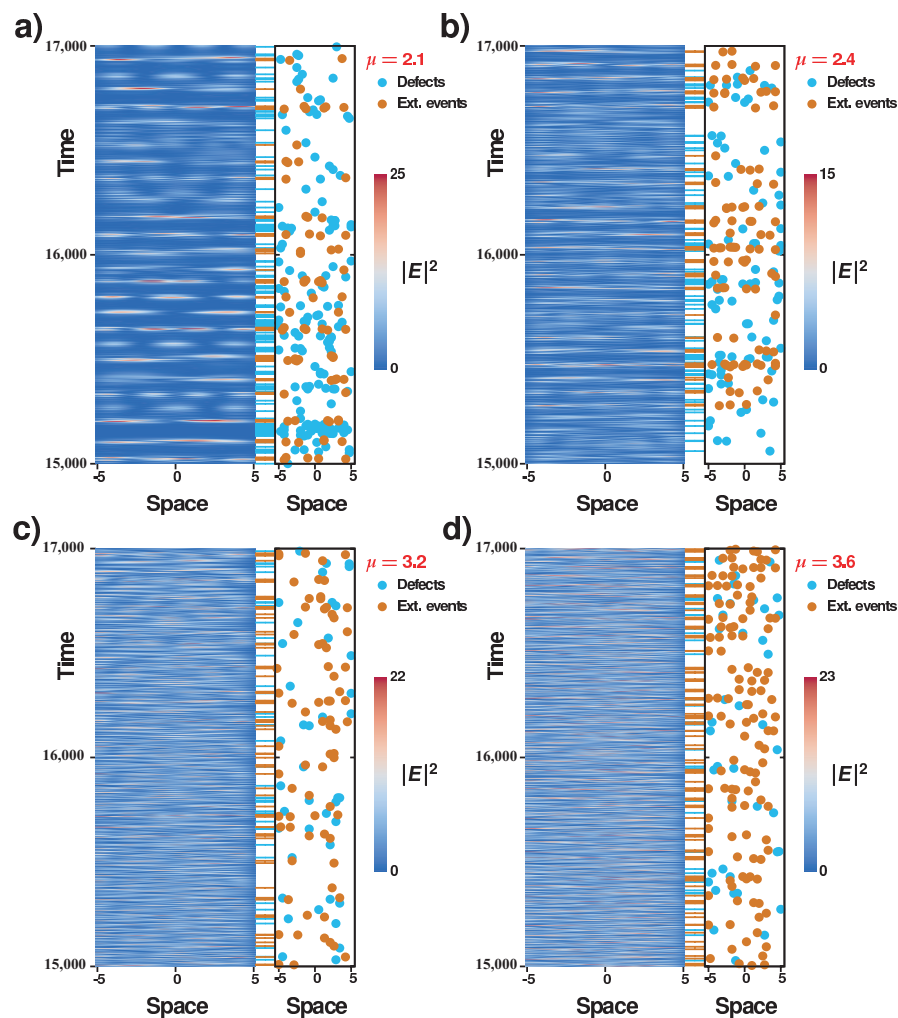 a)
17,000
μ = 2.1
Defects
Ext. events
Time
25
16,000
|E|²
0
15,000
-5
0
5
-5
0
5
Space
Space
b)
17,000
μ = 2.4
Defects
Ext. events
Time
15
16,000
|E|²
0
15,000
-5
0
5
-5
0
5
Space
Space
c)
17,000
μ = 3.2
Defects
Ext. events
Time
22
16,000
|E|²
0
15,000
-5
0
5
-5
0
5
Space
Space
d)
17,000
μ = 3.6
Defects
Ext. events
Time
23
16,000
|E|²
0
15,000
-5
0
5
-5
0
5
Space
Space